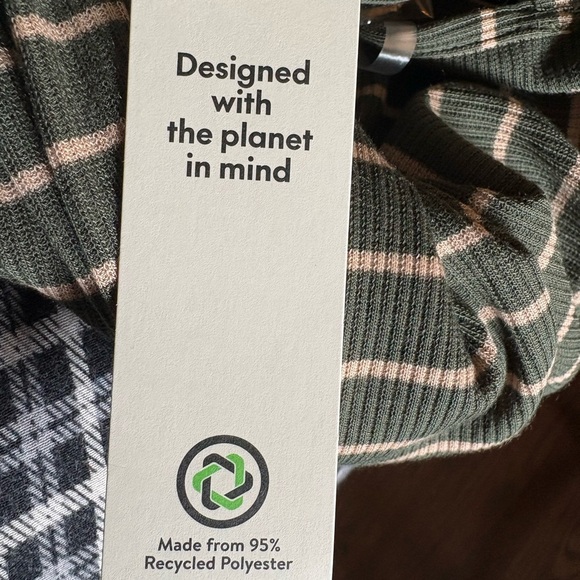 Designed
with
the planet
in mind
Made from 95%
Recycled Polyester